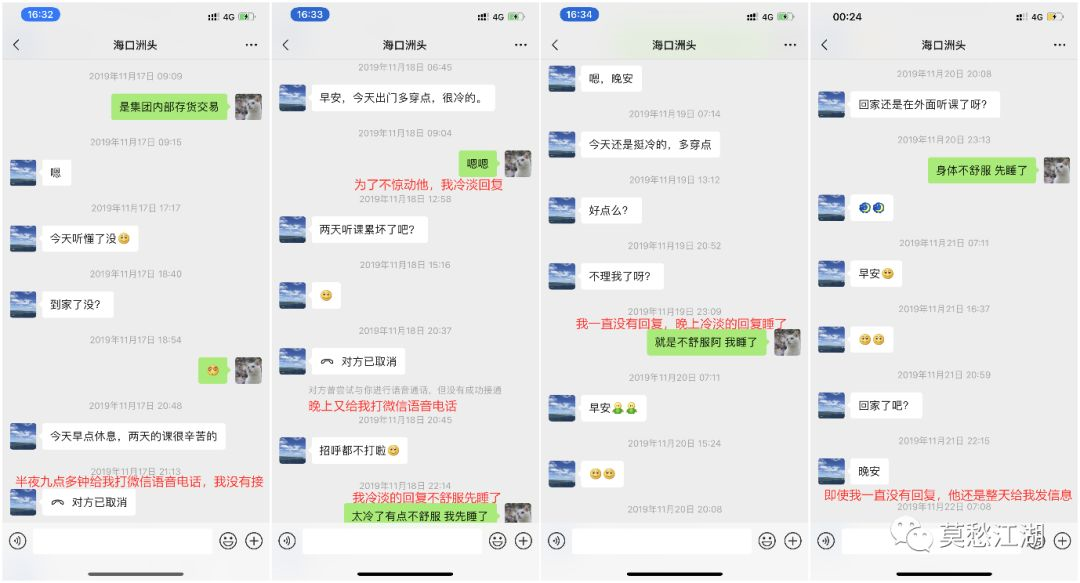 16:32
4G
海口洲头
2019年11月17日 09:09
是集团内部存货交易
2019年11月17日 09:15
嗯
2019年11月17日 17:17
今天听懂了没
2019年11月17日 18:40
到家了没?
2019年11月17日 18:54
2019年11月17日 20:48
今天早点休息，两天的课很辛苦的
2019年11月17日 21:13
半夜九点多钟给我打微信语音电话，我没有接
对方已取消
16:33
4G
海口洲头
2019年11月18日 06:45
早安，今天出门多穿点，很冷的。
2019年11月18日 09:04
嗯嗯
为了不惊动他，我冷淡回复
2019年11月18日 12:58
两天听课累坏了吧?
2019年11月18日 15:16
2019年11月18日 20:37
对方已取消
对方曾尝试与你进行语音通话，但没有成功接通
晚上又给我打微信语音电话
2019年11月18日 20:45
招呼都不打啦
2019年11月18日 22:14
我冷淡的回复不舒服先睡了
太冷了有点不舒服 我先睡了
16:34
4G
海口洲头
嗯，晚安
2019年11月19日 07:14
今天还是挺冷的，多穿点
2019年11月19日 13:12
好点么?
2019年11月19日 20:52
不理我了呀?
2019年11月19日 23:09
我一直没有回复，晚上冷淡的回复睡了
就是不舒服阿 我睡了
2019年11月20日 07:11
早安
2019年11月20日 15:24
2019年11月20日 20:08
00:24
4G
海口洲头
2019年11月20日 20:08
回家还是在外面听课了呀?
2019年11月20日 23:13
身体不舒服 先睡了
2019年11月21日 07:11
早安
2019年11月21日 16:37
2019年11月21日 20:59
回家了吧?
2019年11月21日 22:15
晚安
即使我一直没有回复，他还是整天给我发信息
2019年11月22日 07:08
莫愁江湖